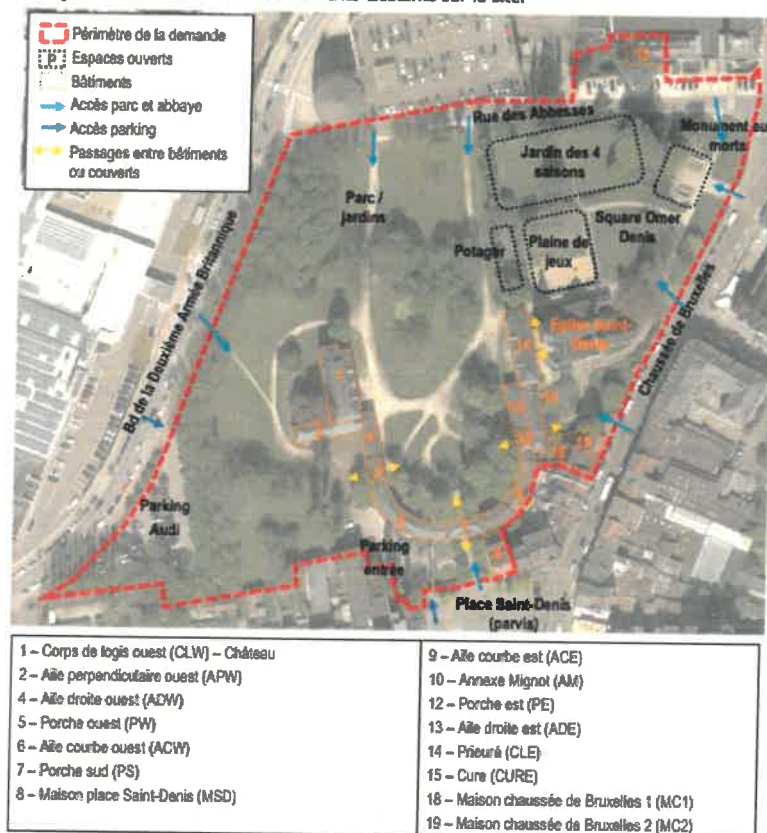 Périmètre de la demande
P Espaces ouverts
Bâtiments
Accès parc et abbaye
Accès parking
Passages entre bâtiments
ou couverts
Rue des Abbesses
Monument aux
morts
Jardin des 4
saisons
Parc /
jardins
Square Omer
Denis
Potager
Plaine de
jeux
Bd de la Deuxième Armée Britannique
Chaussée de Bruxelles
Eglise Saint-
Denis
Parking
Audi
Parking
entrée
Place Saint-Denis
(parvis)
1 – Corps de logis ouest (CLW) – Château
2 – Aile perpendiculaire ouest (APW)
4 – Aile droite ouest (ADW)
5 – Porche ouest (PW)
6 – Aile courbe ouest (ACW)
7 – Porche sud (PS)
8 – Maison place Saint-Denis (MSD)
9 – Aile courbe est (ACE)
10 – Annexe Mignot (AM)
12 – Porche est (PE)
13 – Aile droite est (ADE)
14 – Prieuré (CLE)
15 – Cure (CURE)
18 – Maison chaussée de Bruxelles 1 (MC1)
19 – Maison chaussée de Bruxelles 2 (MC2)